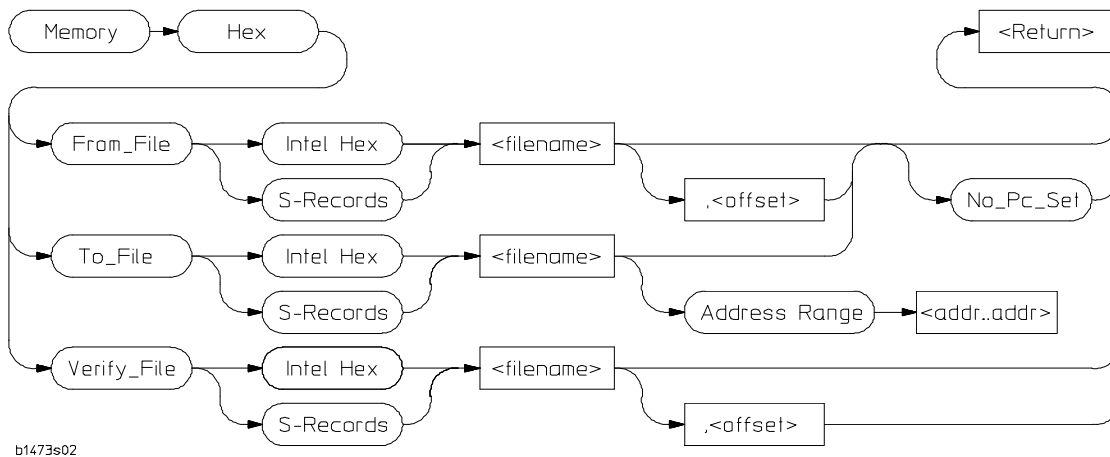 Memory Hex <Return>
From_File Intel Hex <filename>
S-Records ,<offset> No_Pc_Set
To_File Intel Hex <filename>
S-Records Address Range <addr..addr>
Verify_File Intel Hex <filename>
S-Records ,<offset>
b1473s02